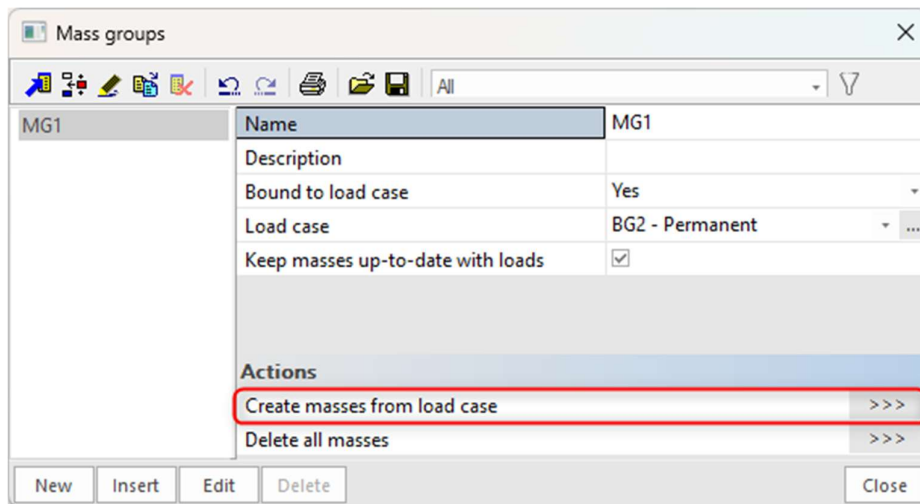 Mass groups
All
MG1
Name MG1
Description
Bound to load case Yes
Load case BG2 - Permanent ...
Keep masses up-to-date with loads
Actions
Create masses from load case >>>
Delete all masses >>>
New Insert Edit Delete Close